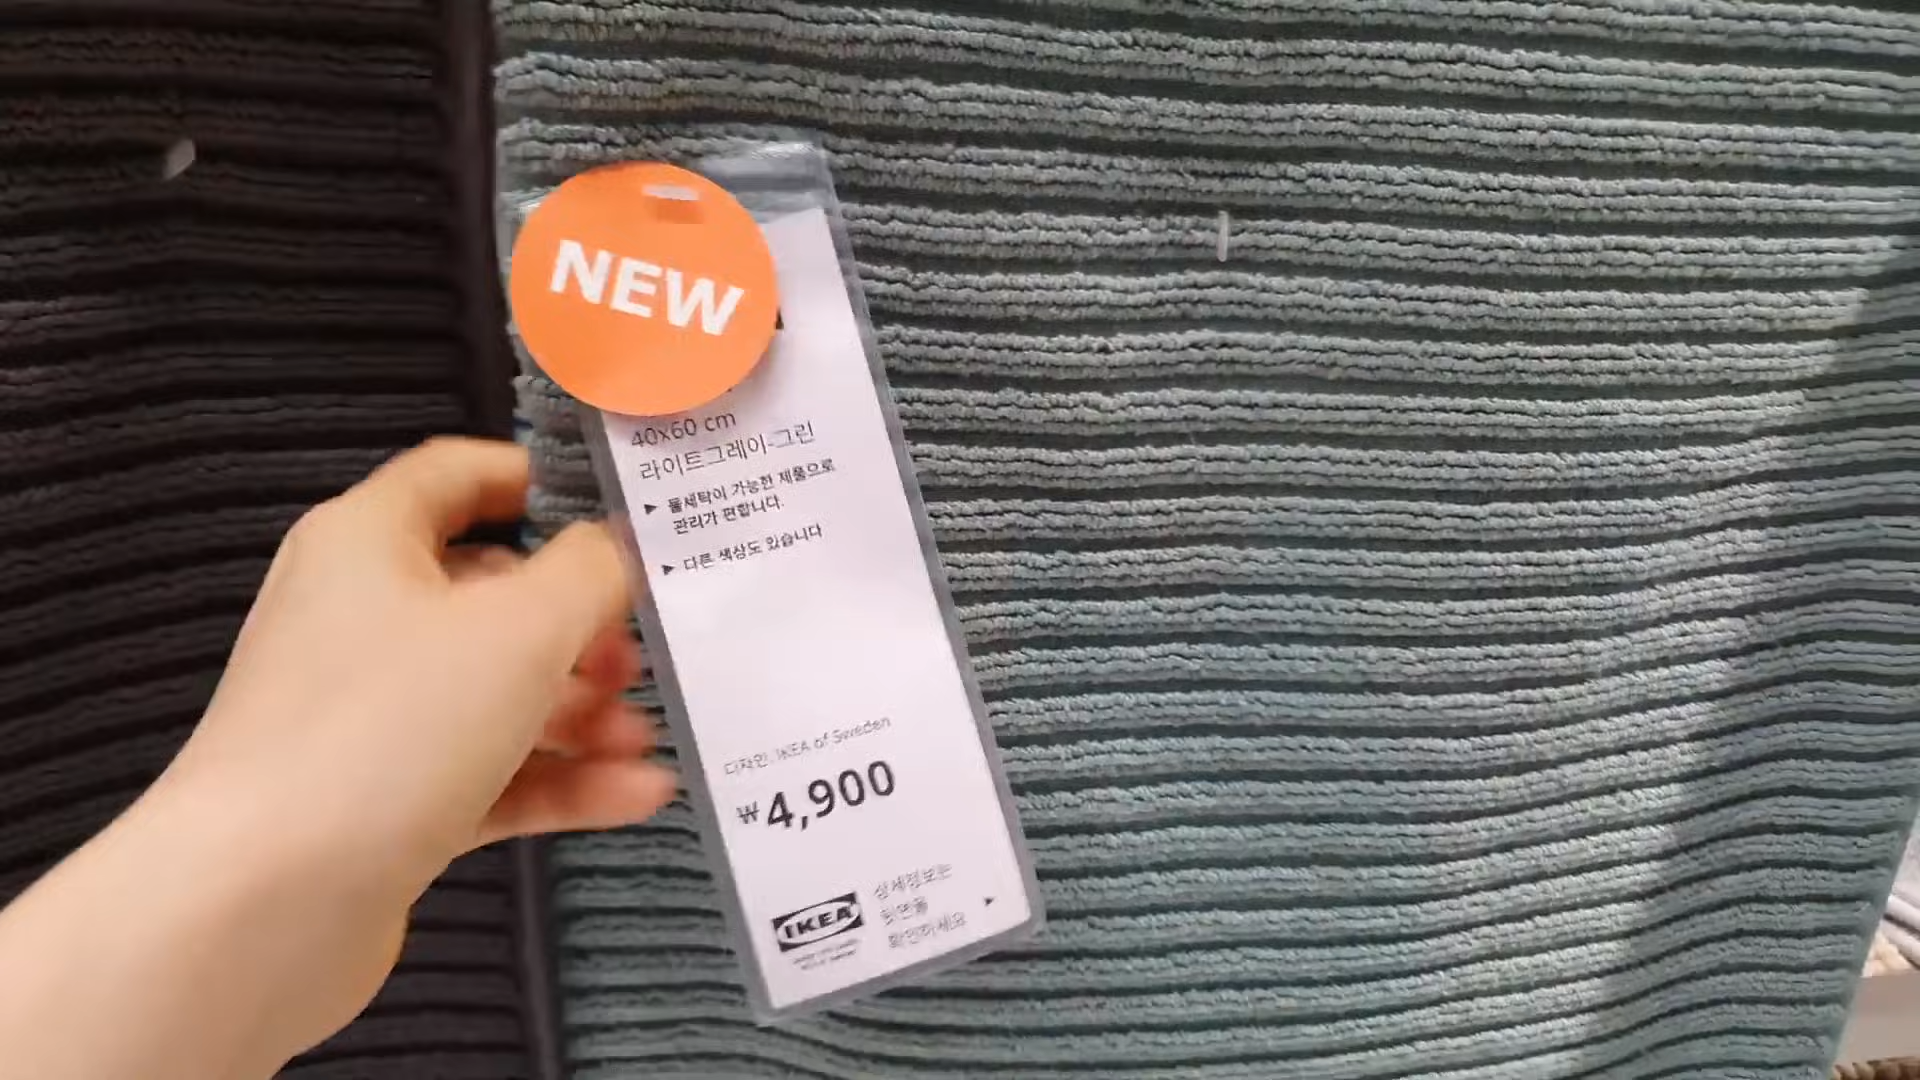 NEW
40x60 cm
라이트그레이-그린
▶ 물세탁이 가능한 제품으로
관리가 편합니다.
▶ 다른 색상도 있습니다
디자인: IKEA of Sweden
₩4,900
IKEA
상세정보는
뒷면을
확인하세요